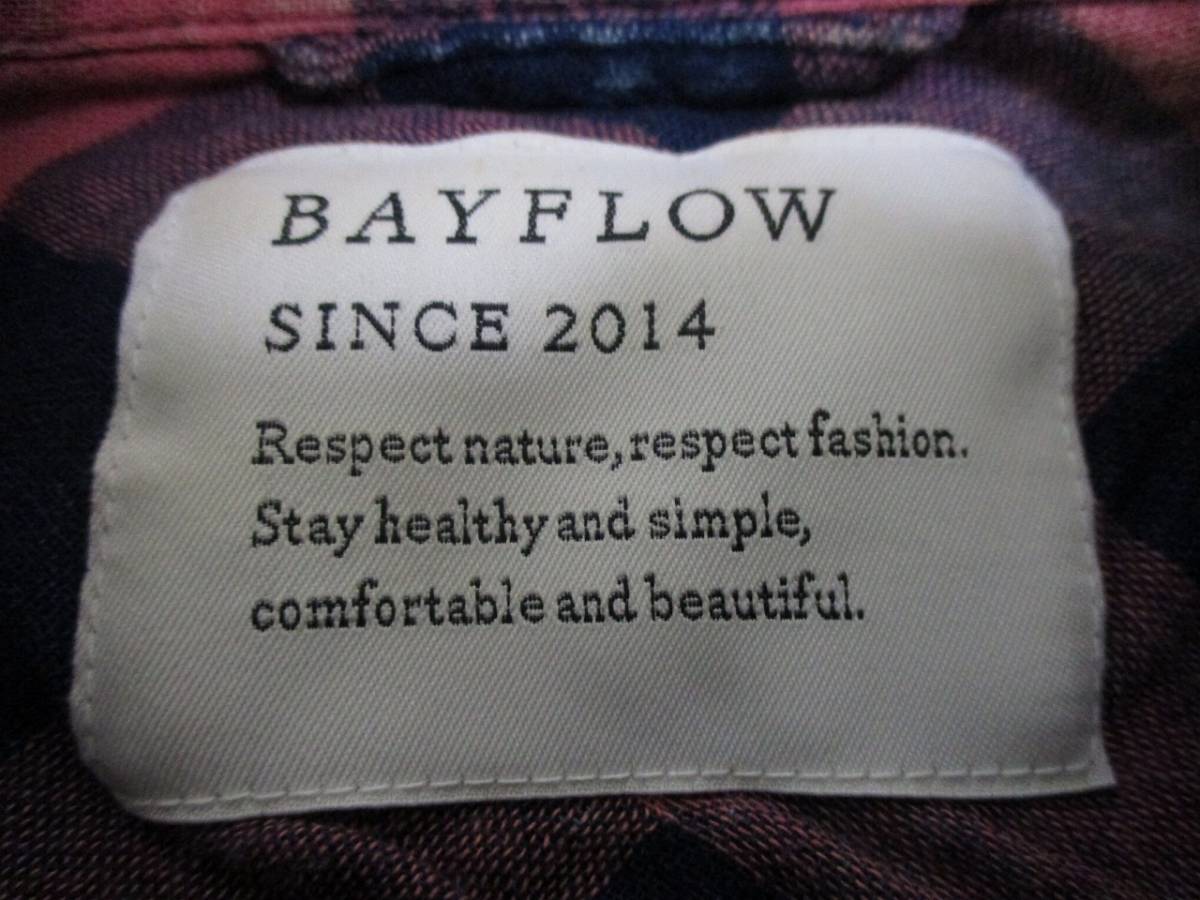 BAYFLOW
SINCE 2014
Respect nature, respect fashion.
Stay healthy and simple,
comfortable and beautiful.